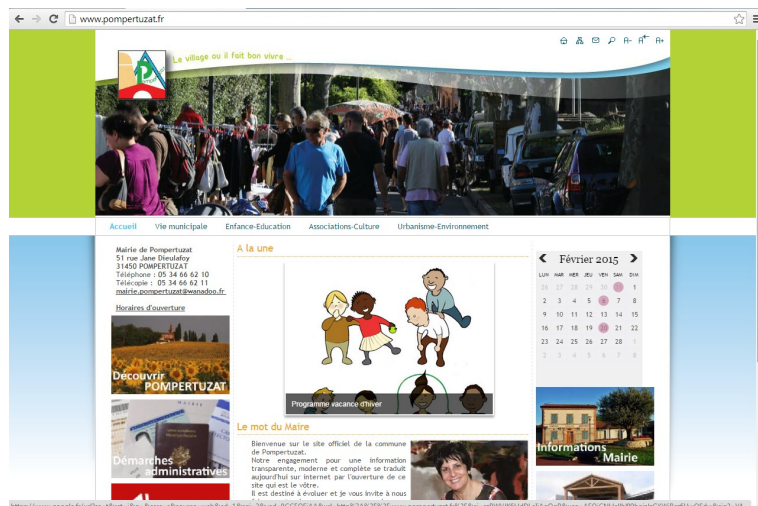 www.pompertuzat.fr
A- A A+
Le village ou il fait bon vivre ...
Accueil Vie municipale Enfance-Education Associations-Culture Urbanisme-Environnement
Mairie de Pompertuzat
51 rue Jane Dieulafoy
31450 POMPERTUZAT
Téléphone : 05 34 66 62 10
Télécopie : 05 34 66 62 11
mairie.pompertuzat@wanadoo.fr
Horaires d'ouverture
Découvrir
POMPERTUZAT
MAIRIE
Démarches
administratives
A la une
Programme vacance d'hiver
Le mot du Maire
Bienvenue sur le site officiel de la commune
de Pompertuzat.
Notre engagement pour une information
transparente, moderne et complète se traduit
aujourd'hui sur internet par l'ouverture de ce
site qui est le vôtre.
Il est destiné à évoluer et je vous invite à nous
Février 2015
LUN MAR MER JEU VEN SAM DIM
26 27 28 29 30 31 1
2 3 4 5 6 7 8
9 10 11 12 13 14 15
16 17 18 19 20 21 22
23 24 25 26 27 28 1
2 3 4 5 6 7 8
Informations
Mairie